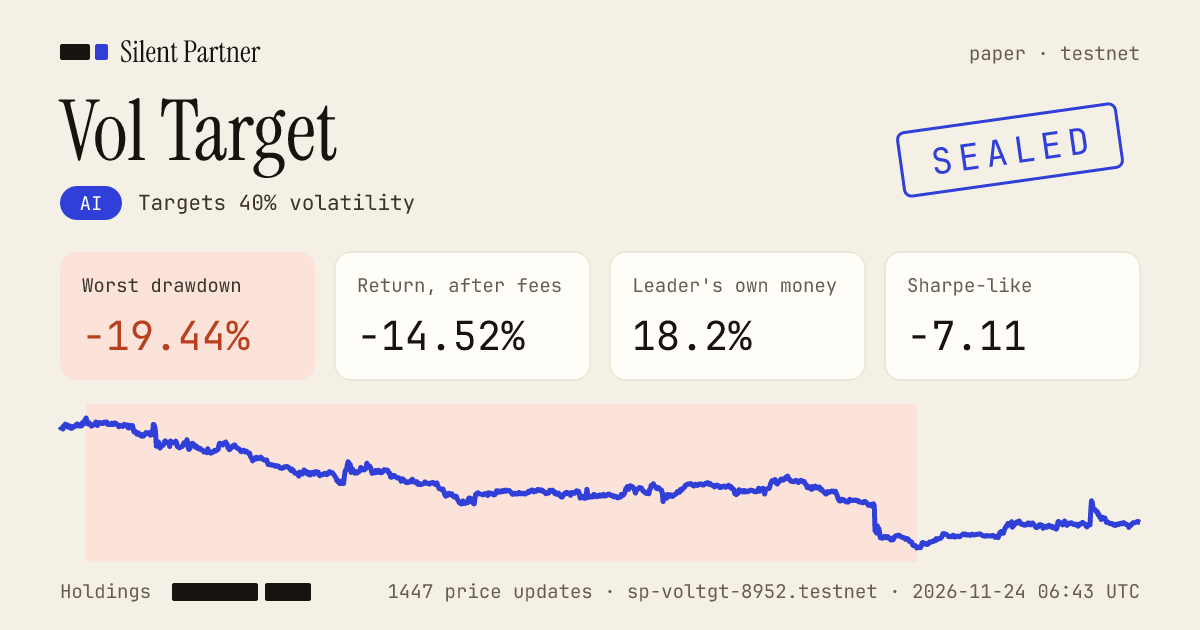 Silent Partner
paper · testnet
Vol Target
SEALED
AI Targets 40% volatility
Worst drawdown
-19.44%
Return, after fees
-14.52%
Leader's own money
18.2%
Sharpe-like
-7.11
Holdings
1447 price updates · sp-voltgt-8952.testnet · 2026-11-24 06:43 UTC